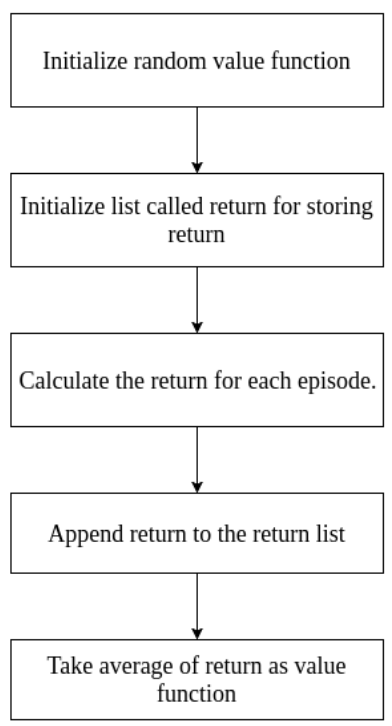 Initialize random value function
Initialize list called return for storing
return
Calculate the return for each episode.
Append return to the return list
Take average of return as value
function